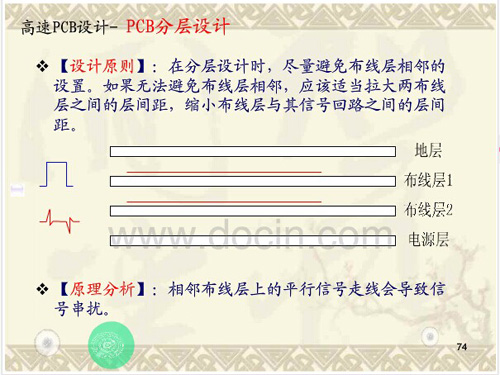 高速PCB设计- PCB分层设计
❖ 【设计原则】：在分层设计时，尽量避免布线层相邻的
设置。如果无法避免布线层相邻，应该适当拉大两布线
层之间的层间距，缩小布线层与其信号回路之间的层间
距。
地层
布线层1
布线层2
www.docin.com
电源层
❖ 【原理分析】：相邻布线层上的平行信号走线会导致信
号串扰。
74